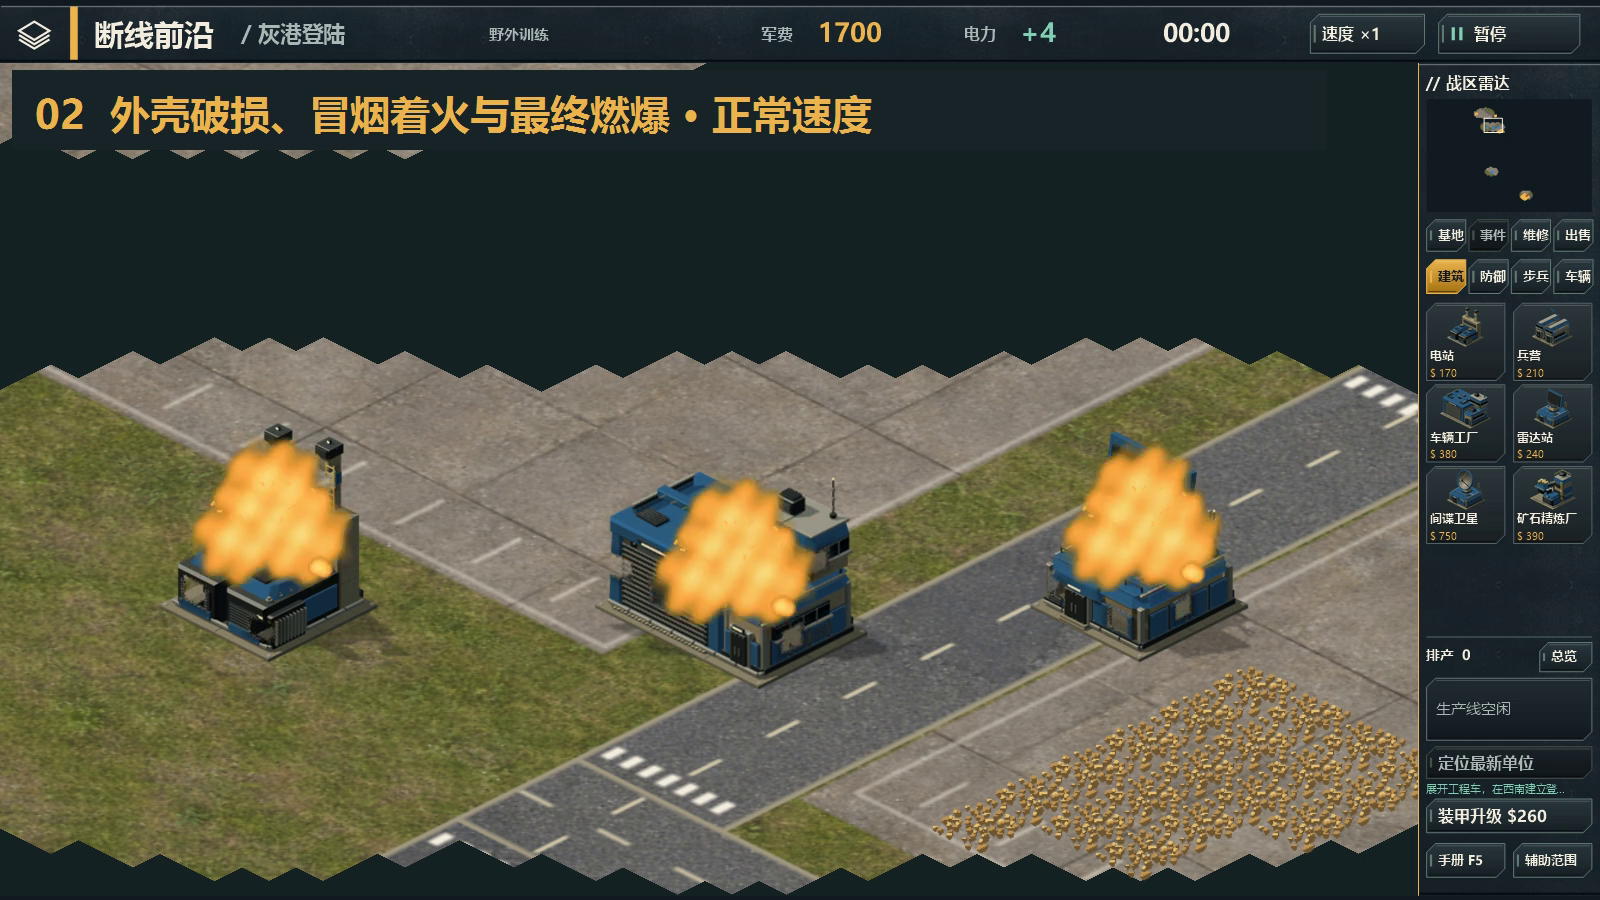 断线前沿 / 灰港登陆 野外训练 军费 1700 电力 +4 00:00 速度 ×1 暂停
02 外壳破损、冒烟着火与最终燃爆 • 正常速度
// 战区雷达
基地 事件 维修 出售
建筑 防御 步兵 车辆
电站 兵营
$ 170 $ 210
车辆工厂 雷达站
$ 380 $ 240
间谍卫星 矿石精炼厂
$ 750 $ 390
排产 0 总览
生产线空闲
定位最新单位
展开工程车，在西南建立登...
装甲升级 $260
手册 F5 辅助范围